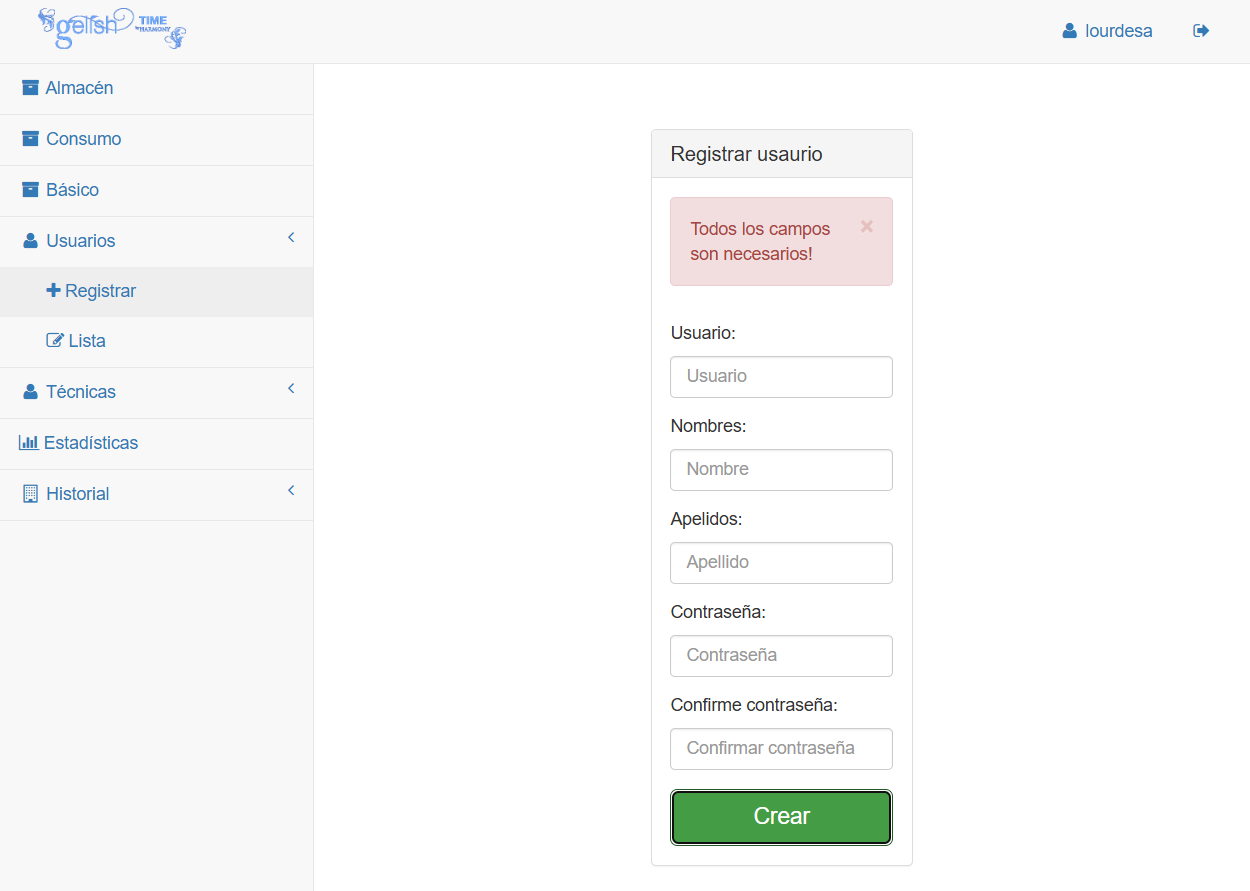 gelish TIME
by HARMONY
lourdesa
Almacén
Consumo
Básico
Usuarios
Registrar
Lista
Técnicas
Estadísticas
Historial
Registrar usaurio
Todos los campos
son necesarios!
×
Usuario:
Usuario
Nombres:
Nombre
Apelidos:
Apellido
Contraseña:
Contraseña
Confirme contraseña:
Confirmar contraseña
Crear